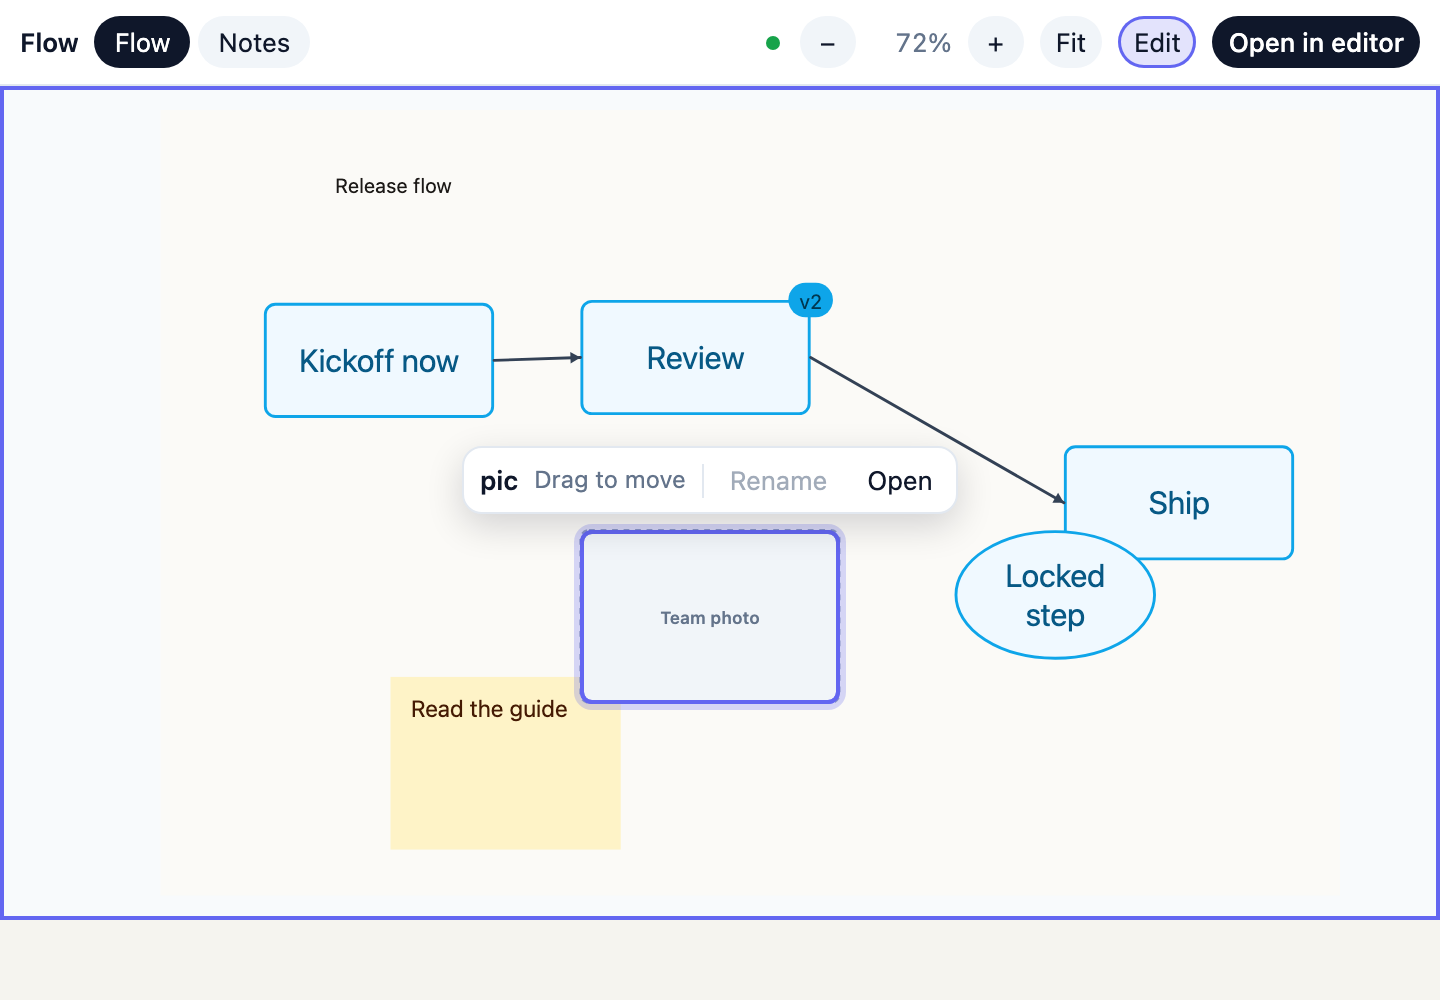 Flow Flow Notes − 72% + Fit Edit Open in editor
Release flow
v2
Kickoff now
Review
pic Drag to move Rename Open
Ship
Locked
step
Team photo
Read the guide